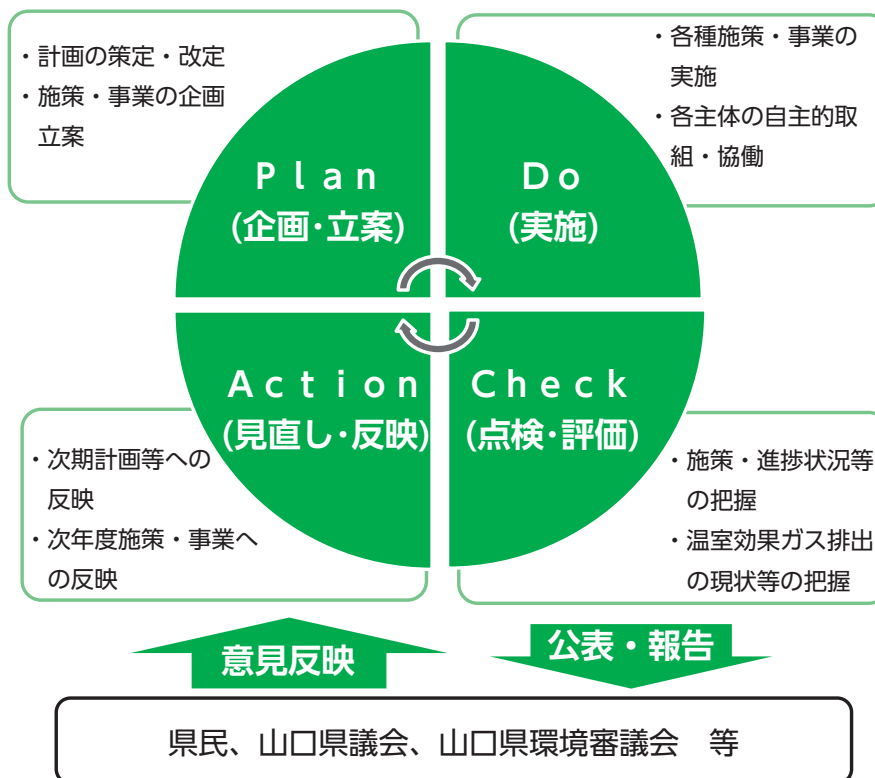 ・計画の策定・改定
・施策・事業の企画
立案
・各種施策・事業の
実施
・各主体の自主的取
組・協働
Ｐｌａｎ
(企画･立案)
Ｄｏ
(実施)
Ａｃｔｉｏｎ
(見直し･反映)
Ｃｈｅｃｋ
(点検･評価)
・次期計画等への
反映
・次年度施策・事業へ
の反映
・施策・進捗状況等
の把握
・温室効果ガス排出
の現状等の把握
意見反映
公表・報告
県民、山口県議会、山口県環境審議会　等